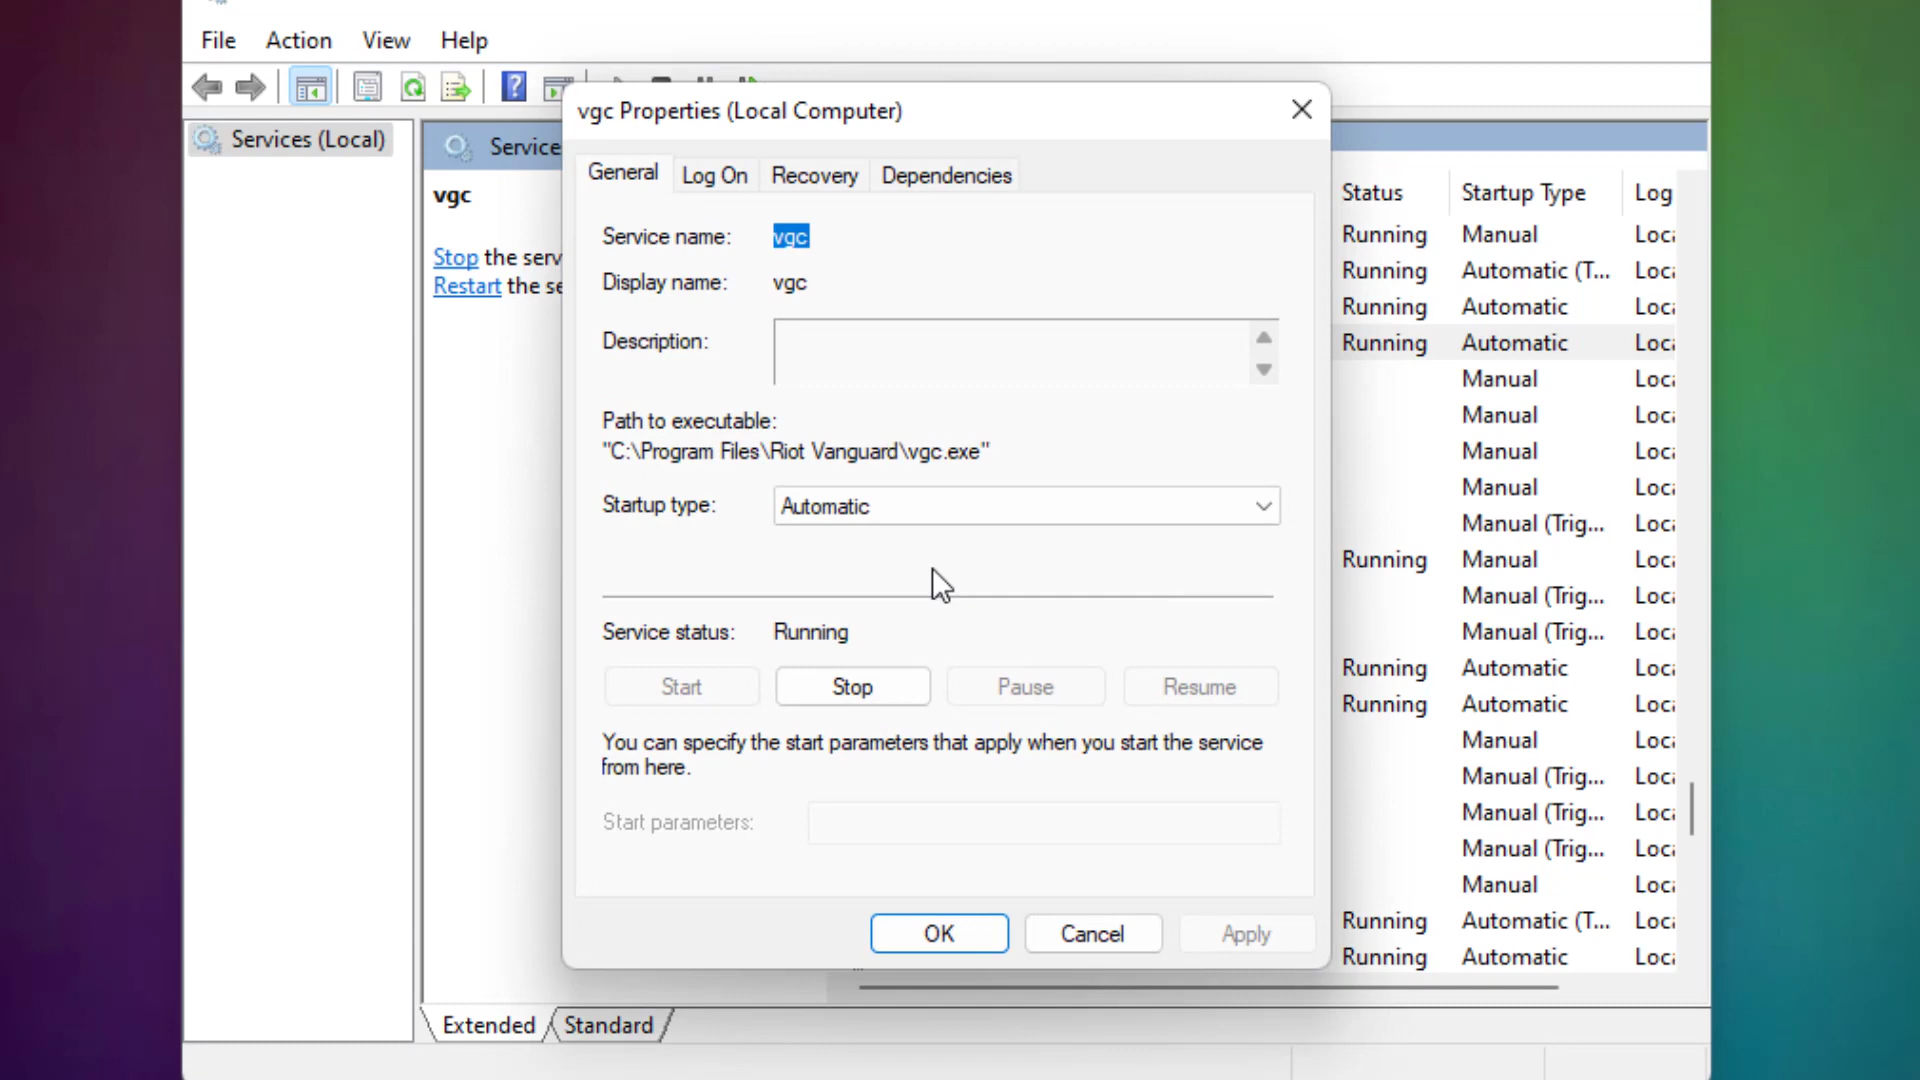 File Action View Help
vgc Properties (Local Computer)
Services (Local)
General Log On Recovery Dependencies
vgc
Stop the
Restart the
Service name: vgc
Display name: vgc
Description:
Path to executable:
"C:\Program Files\Riot Vanguard\vgc.exe"
Startup type: Automatic
Service status: Running
Start Stop Pause Resume
You can specify the start parameters that apply when you start the service
from here.
Start parameters:
OK Cancel Apply
Status Startup Type Log
Running Manual
Running Automatic (T...
Running Automatic
Running Automatic
Manual
Manual
Manual
Manual
Manual (Trig...
Running Manual
Manual (Trig...
Manual (Trig...
Running Automatic
Running Automatic
Manual
Manual (Trig...
Manual (Trig...
Manual (Trig...
Manual
Running Automatic (T...
Running Automatic
Extended Standard